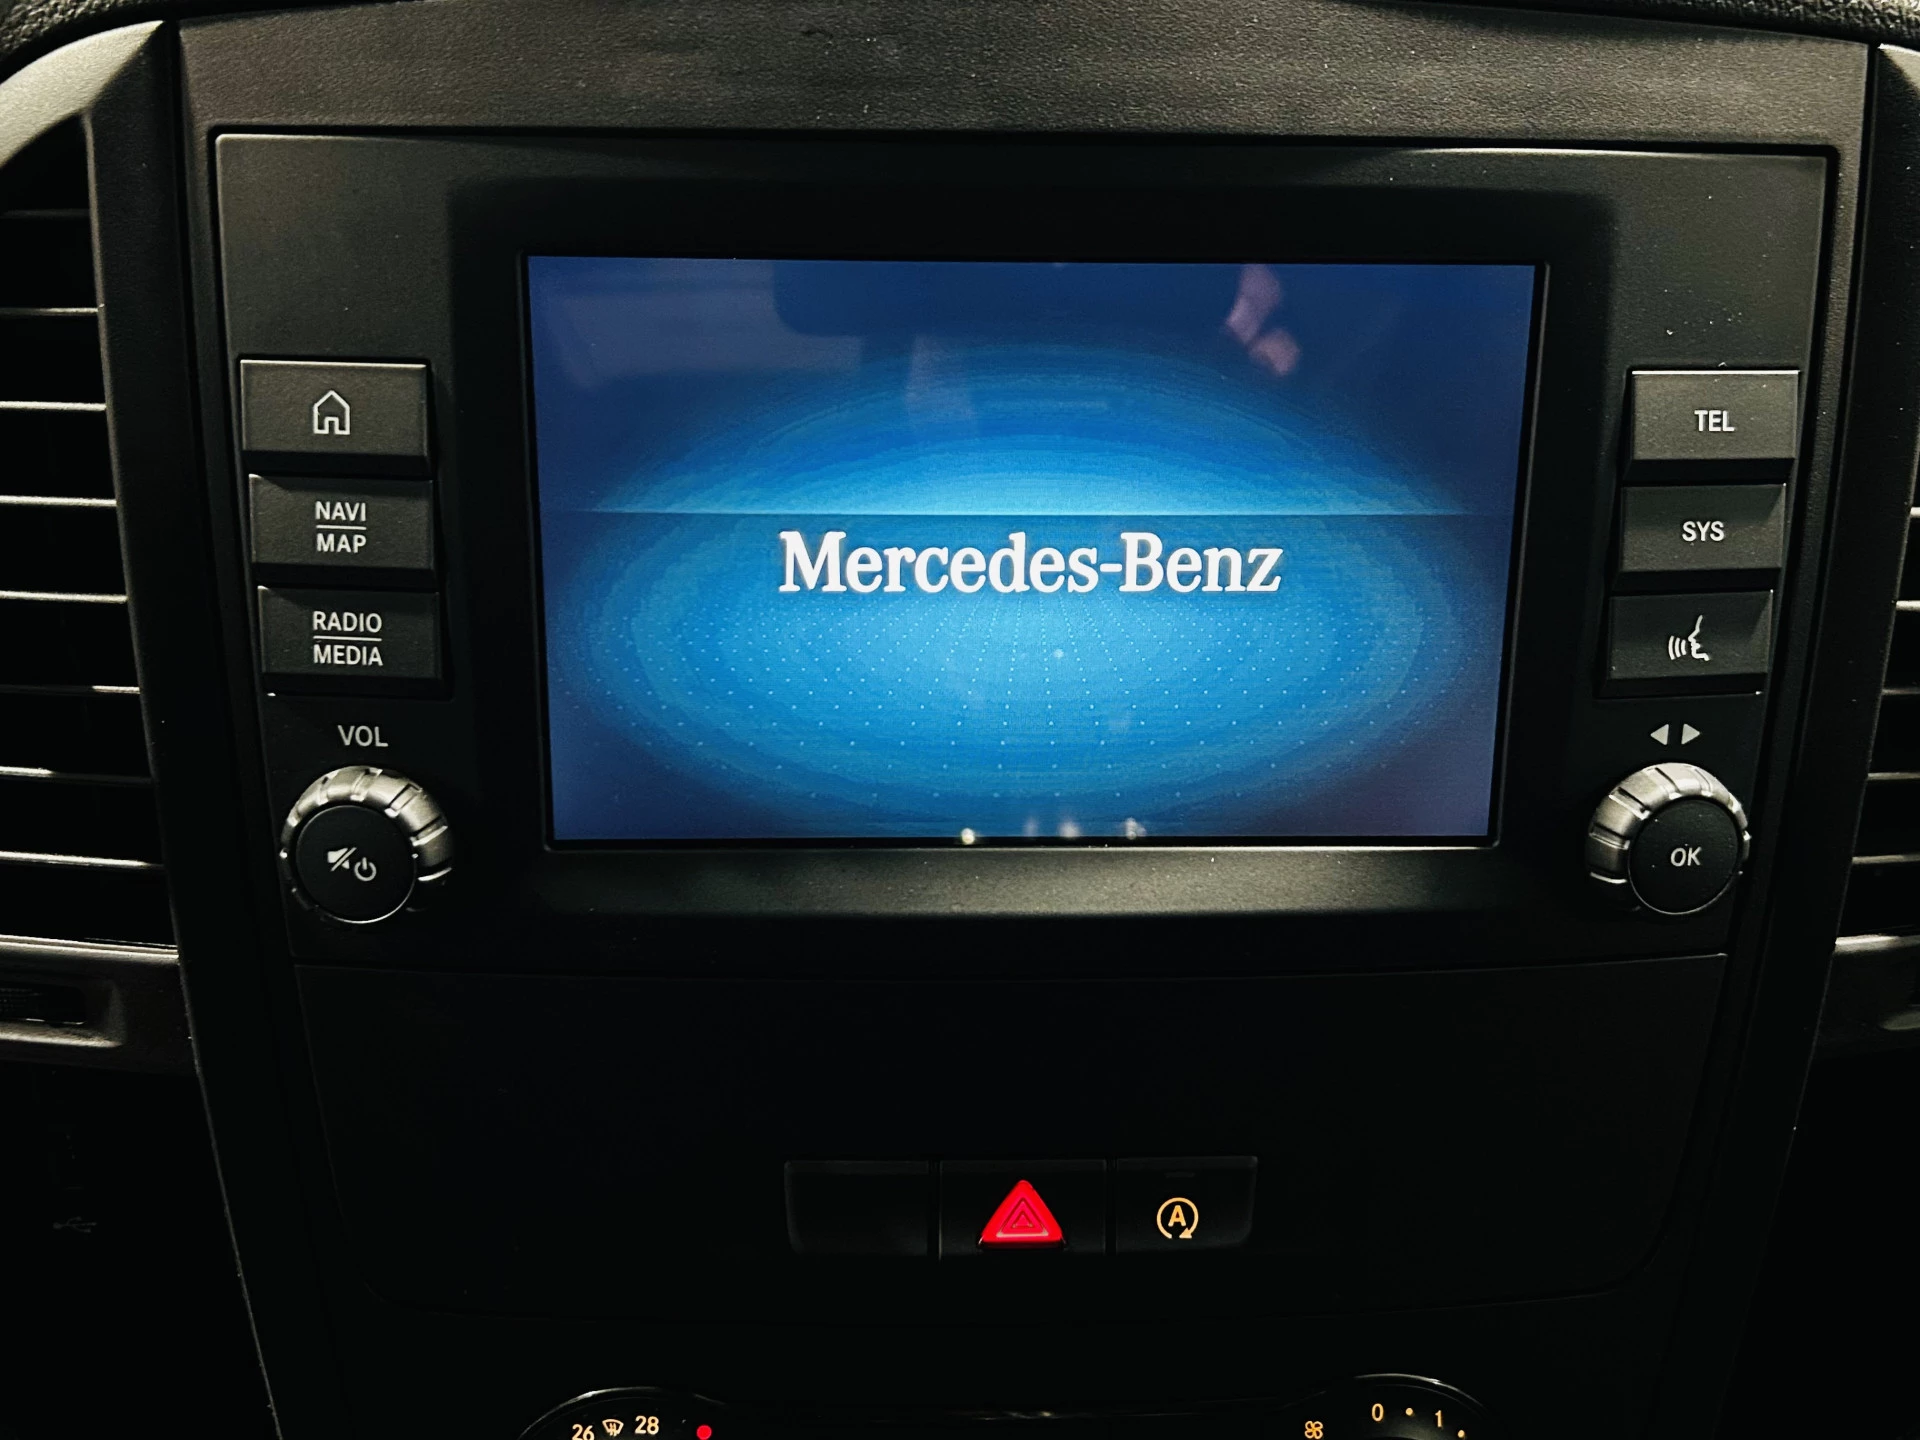 Mercedes-Benz
NAVI
MAP
RADIO
MEDIA
VOL
TEL
SYS
OK
A
26 28
0 1